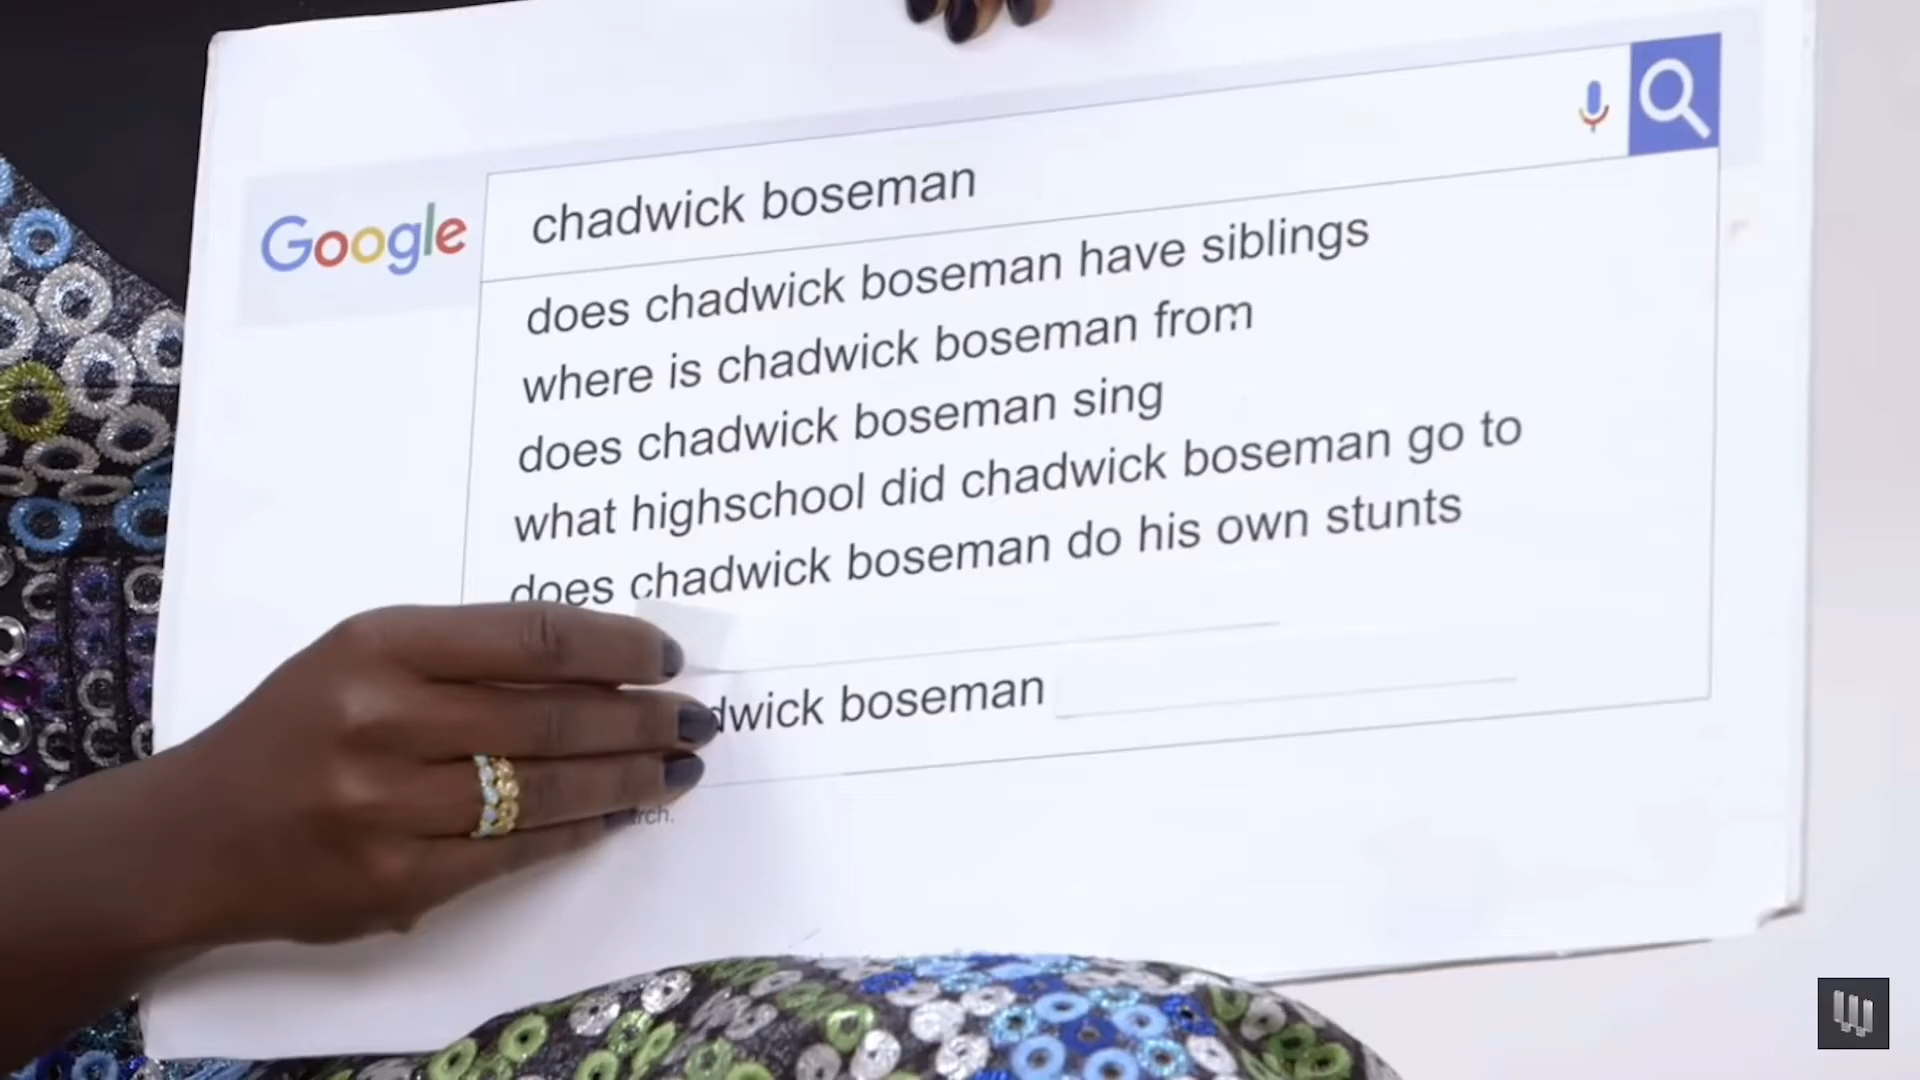 Google
chadwick boseman
does chadwick boseman have siblings
where is chadwick boseman from
does chadwick boseman sing
what highschool did chadwick boseman go to
does chadwick boseman do his own stunts
boseman